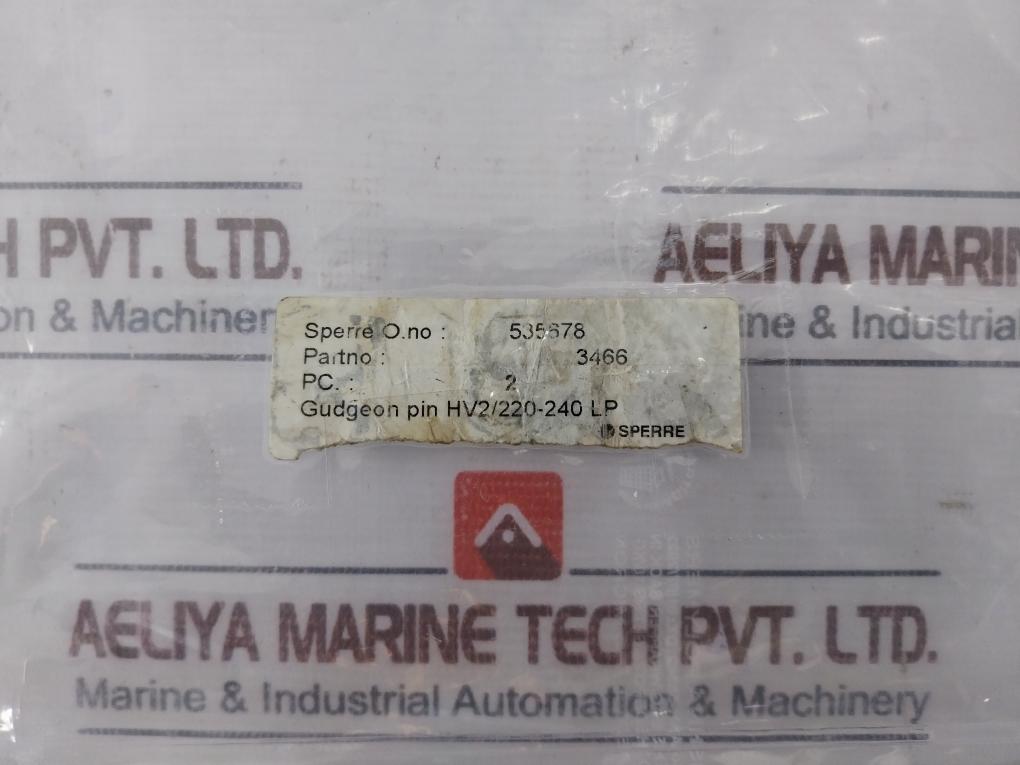 H PVT. LTD.
on & Machiner
AELIYA MARIN
ine & Industrial
Sperre O.no : 535678
Partno : 3466
PC. : 2
Gudgeon pin HV2/220-240 LP
SPERRE
AELIYA MARINE TECH PVT. LTD.
Marine & Industrial Automation & Machinery